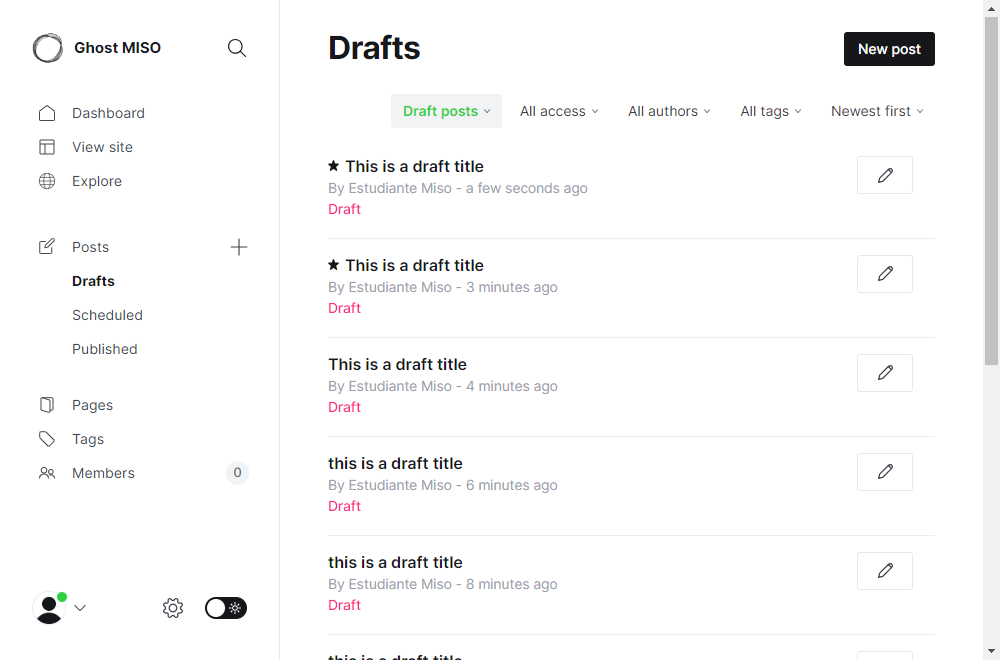 Ghost MISO
Dashboard
View site
Explore
Posts
Drafts
Scheduled
Published
Pages
Tags
Members 0
Drafts
New post
Draft posts All access All authors All tags Newest first
This is a draft title
By Estudiante Miso - a few seconds ago
Draft
This is a draft title
By Estudiante Miso - 3 minutes ago
Draft
This is a draft title
By Estudiante Miso - 4 minutes ago
Draft
this is a draft title
By Estudiante Miso - 6 minutes ago
Draft
this is a draft title
By Estudiante Miso - 8 minutes ago
Draft
this is a draft title